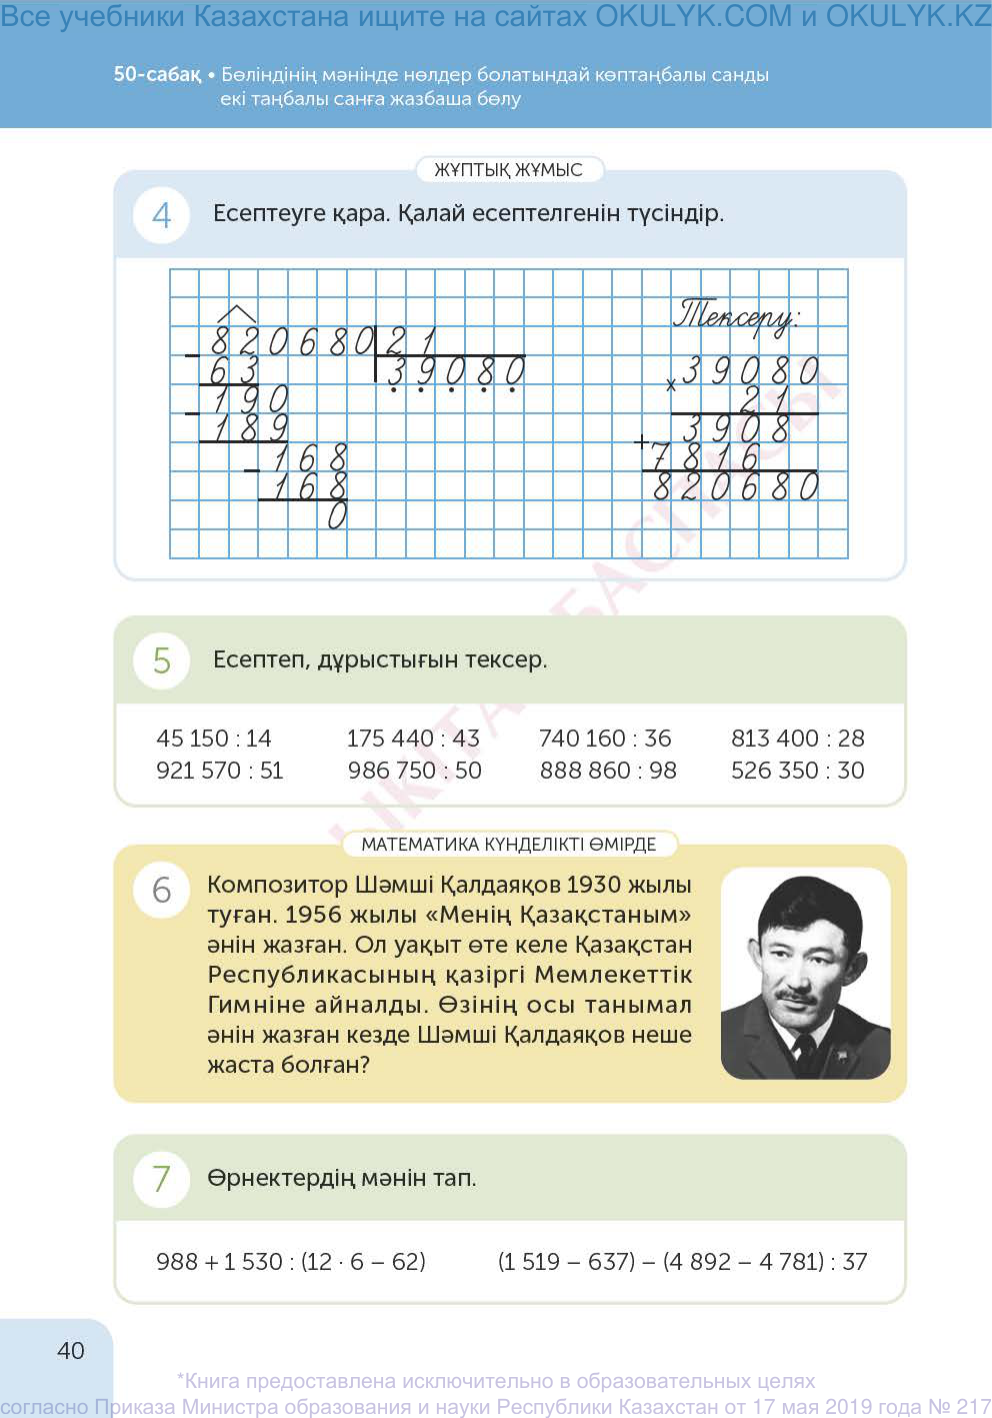 Все учебники Казахстана ищите на сайтах OKULYK.COM и OKULYK.KZ
50-сабақ • Бөліндінің мәнінде нөлдер болатындай көптаңбалы санды
екі таңбалы санға жазбаша бөлу
ЖҰПТЫҚ ЖҰМЫС
4 Есептеуге қара. Қалай есептелгенін түсіндір.
820680 21
– 63 39080
190
– 189
168
– 168
0
Тексеру:
39080
x 21
3908
+ 7816
820680
5 Есептеп, дұрыстығын тексер.
45 150 : 14 175 440 : 43 740 160 : 36 813 400 : 28
921 570 : 51 986 750 : 50 888 860 : 98 526 350 : 30
МАТЕМАТИКА КҮНДЕЛІКТІ ӨМІРДЕ
6 Композитор Шәмші Қалдаяқов 1930 жылы
туған. 1956 жылы «Менің Қазақстаным»
әнін жазған. Ол уақыт өте келе Қазақстан
Республикасының қазіргі Мемлекеттік
Гимніне айналды. Өзінің осы танымал
әнін жазған кезде Шәмші Қалдаяқов неше
жаста болған?
7 Өрнектердің мәнін тап.
988 + 1 530 : (12 · 6 – 62) (1 519 – 637) – (4 892 – 4 781) : 37
40
*Книга предоставлена исключительно в образовательных целях
согласно Приказа Министра образования и науки Республики Казахстан от 17 мая 2019 года № 217